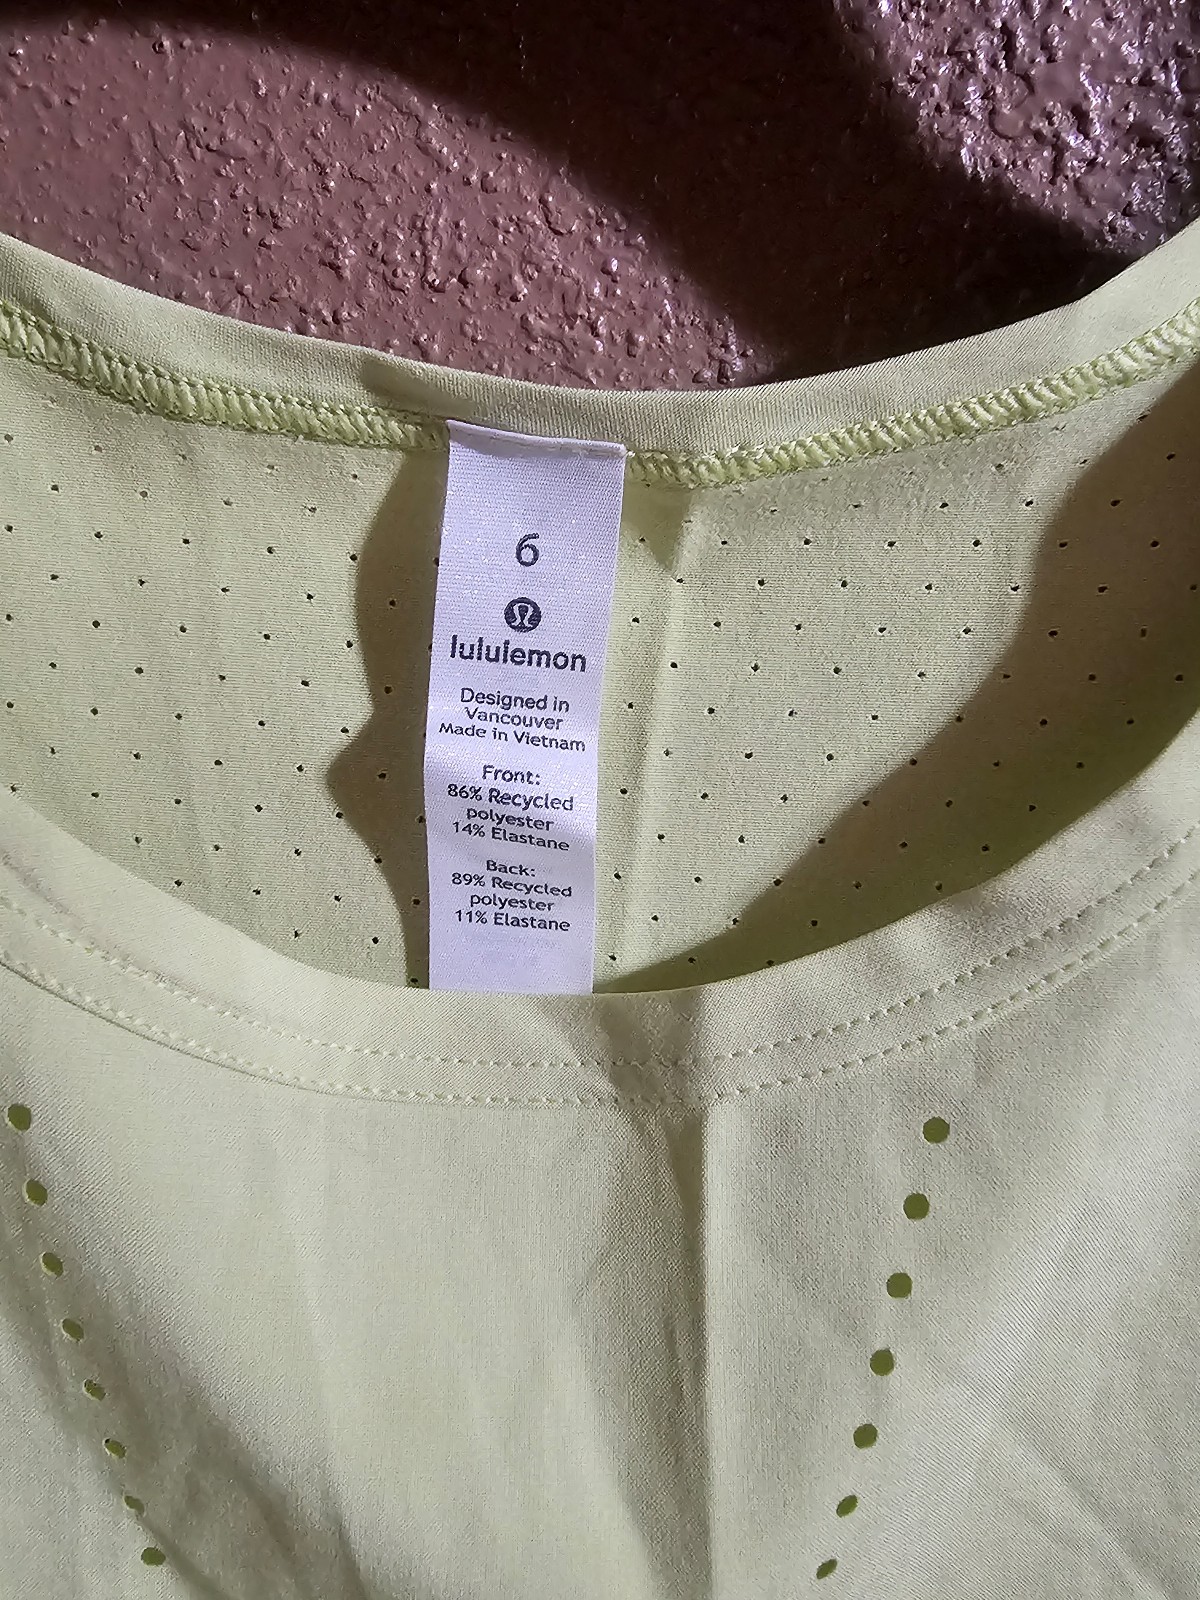 6
lululemon
Designed in
Vancouver
Made in Vietnam
Front:
86% Recycled
polyester
14% Elastane
Back:
89% Recycled
polyester
11% Elastane